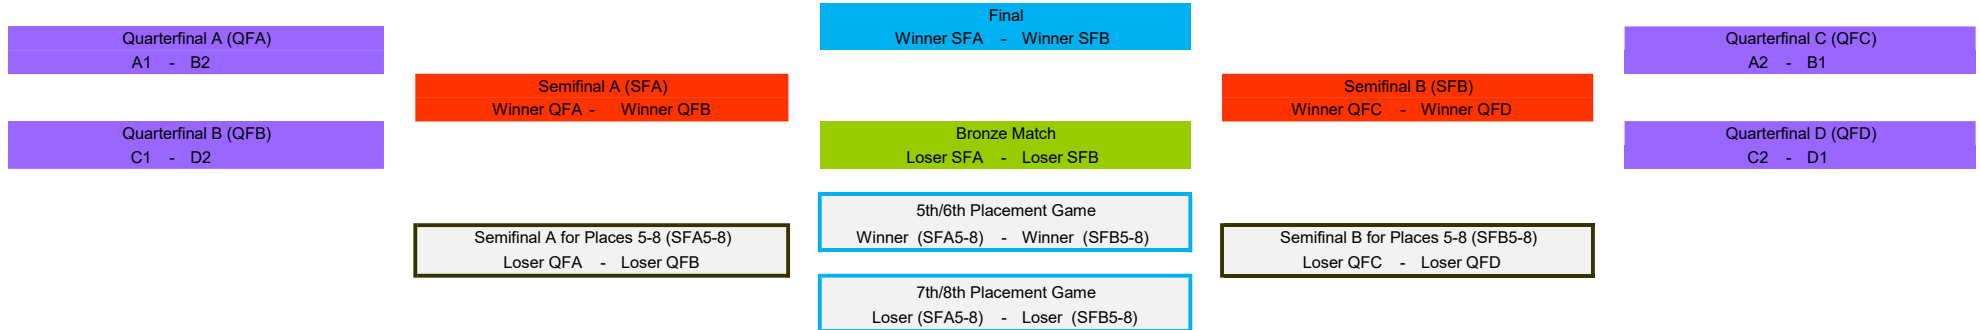 Quarterfinal A (QFA)
A1 - B2
Quarterfinal B (QFB)
C1 - D2
Semifinal A (SFA)
Winner QFA - Winner QFB
Semifinal A for Places 5-8 (SFA5-8)
Loser QFA - Loser QFB
Final
Winner SFA - Winner SFB
Bronze Match
Loser SFA - Loser SFB
5th/6th Placement Game
Winner (SFA5-8) - Winner (SFB5-8)
7th/8th Placement Game
Loser (SFA5-8) - Loser (SFB5-8)
Semifinal B (SFB)
Winner QFC - Winner QFD
Semifinal B for Places 5-8 (SFB5-8)
Loser QFC - Loser QFD
Quarterfinal C (QFC)
A2 - B1
Quarterfinal D (QFD)
C2 - D1